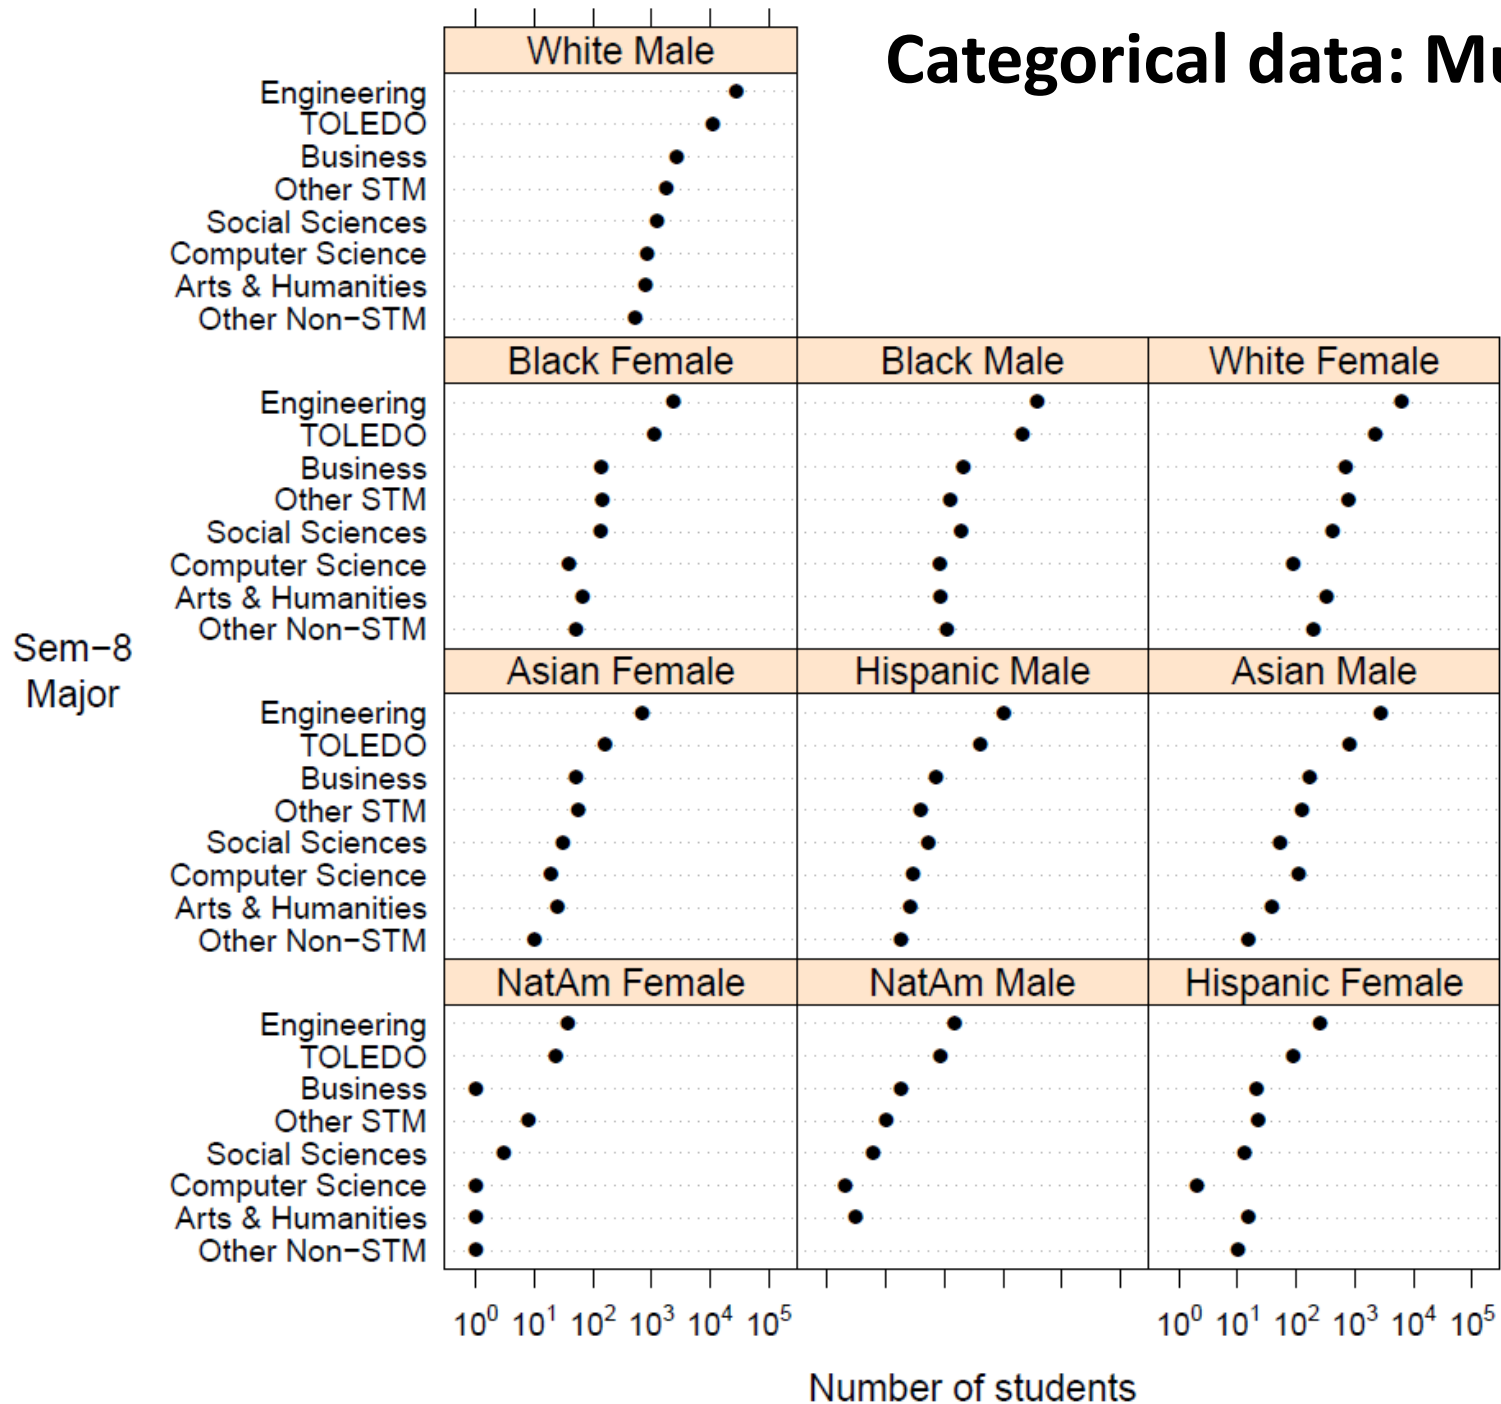 Categorical data: Mu
White Male
Engineering
TOLEDO
Business
Other STM
Social Sciences
Computer Science
Arts & Humanities
Other Non−STM
Black Female
Black Male
White Female
Engineering
TOLEDO
Business
Other STM
Social Sciences
Computer Science
Arts & Humanities
Other Non−STM
Sem−8
Major
Asian Female
Hispanic Male
Asian Male
Engineering
TOLEDO
Business
Other STM
Social Sciences
Computer Science
Arts & Humanities
Other Non−STM
NatAm Female
NatAm Male
Hispanic Female
Engineering
TOLEDO
Business
Other STM
Social Sciences
Computer Science
Arts & Humanities
Other Non−STM
10⁰ 10¹ 10² 10³ 10⁴ 10⁵
10⁰ 10¹ 10² 10³ 10⁴ 10⁵
Number of students